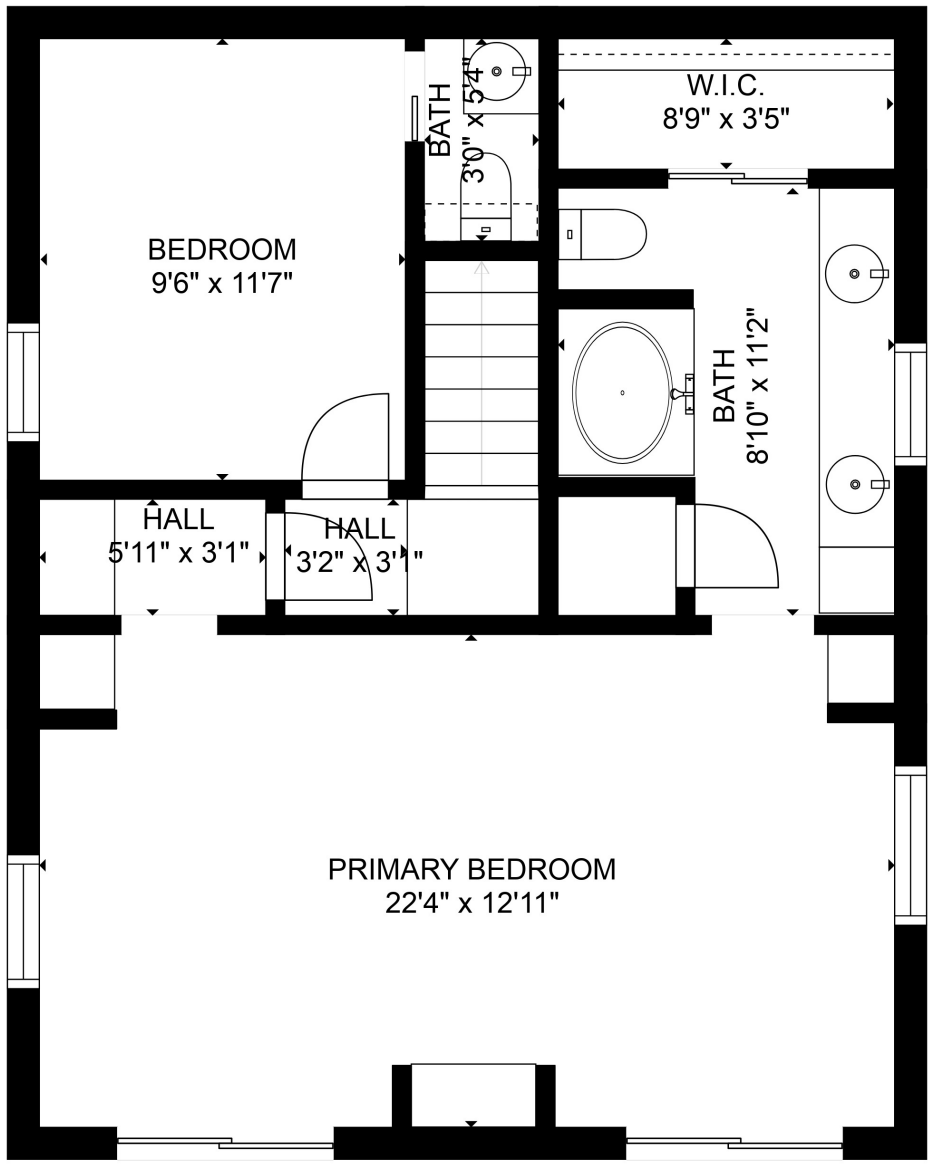 BATH
3'0" x 5'4"
W.I.C.
8'9" x 3'5"
BEDROOM
9'6" x 11'7"
BATH
8'10" x 11'2"
HALL
5'11" x 3'1"
HALL
3'2" x 3'1"
PRIMARY BEDROOM
22'4" x 12'11"